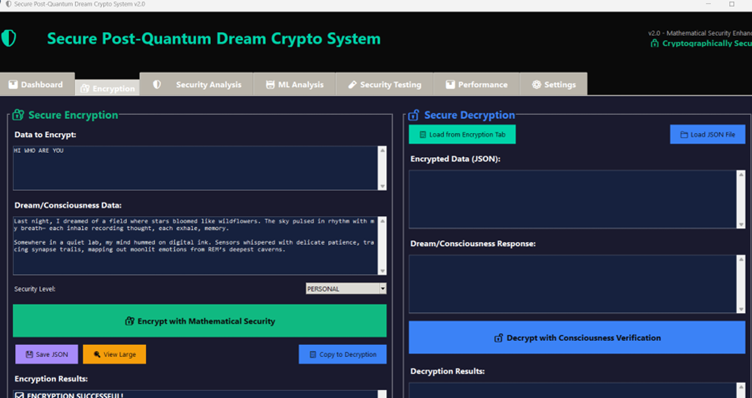 Secure Post-Quantum Dream Crypto System v2.0
Secure Post-Quantum Dream Crypto System
v2.0 - Mathematical Security Enhanc
Cryptographically Secu
Dashboard Encryption Security Analysis ML Analysis Security Testing Performance Settings
Secure Encryption
Data to Encrypt:
HI WHO ARE YOU
Dream/Consciousness Data:
Last night, I dreamed of a field where stars bloomed like wildflowers. The sky pulsed in rhythm with m
y breath— each inhale recording thought, each exhale, memory.
Somewhere in a quiet lab, my mind hummed on digital ink. Sensors whispered with delicate patience, tra
cing synapse trails, mapping out moonlit emotions from REM's deepest caverns.
Security Level:
PERSONAL
Encrypt with Mathematical Security
Save JSON View Large Copy to Decryption
Encryption Results:
ENCRYPTION SUCCESSFUL!
Secure Decryption
Load from Encryption Tab Load JSON File
Encrypted Data (JSON):
Dream/Consciousness Response:
Decrypt with Consciousness Verification
Decryption Results: